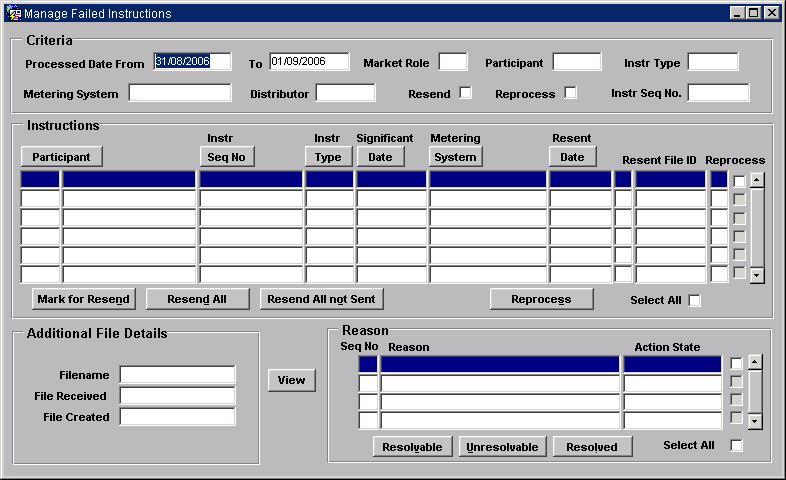 Manage Failed Instructions
Criteria
Processed Date From 31/08/2006 To 01/09/2006 Market Role Participant Instr Type
Metering System Distributor Resend Reprocess Instr Seq No.
Instructions
Instr Instr Significant Metering Resent
Participant Seq No Type Date System Date Resent File ID Reprocess
Mark for Resend Resend All Resend All not Sent Reprocess Select All
Additional File Details
Filename
File Received
File Created
View
Reason
Seq No Reason Action State
Resolvable Unresolvable Resolved Select All